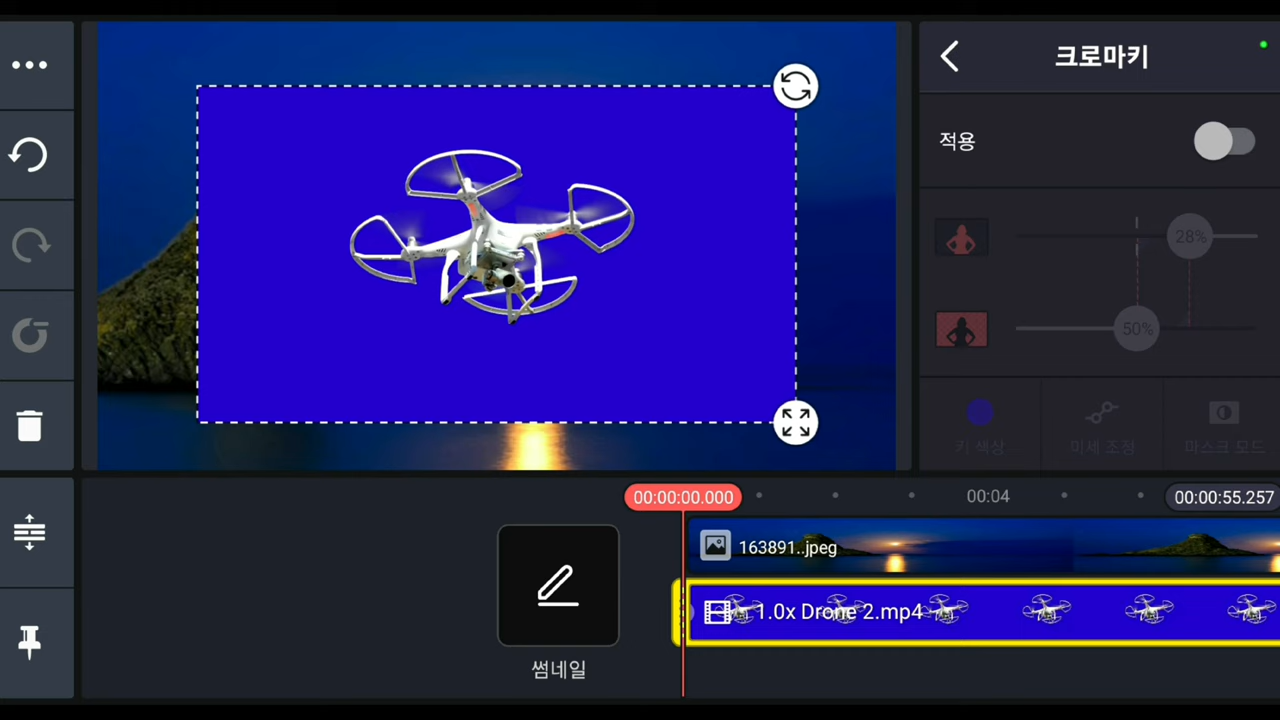 크로마키
적용
28%
50%
키 색상
미세 조정
마스크 모드
00:00:00.000
00:04
00:00:55.257
163891..jpeg
1.0x Drone 2.mp4
썸네일